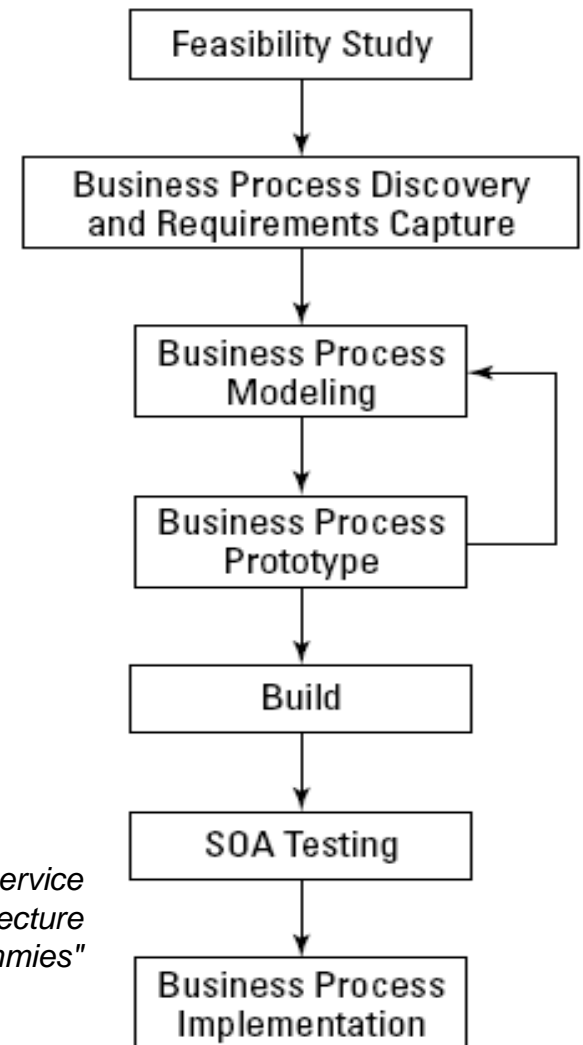 Feasibility Study
Business Process Discovery
and Requirements Capture
Business Process
Modeling
Business Process
Prototype
Build
SOA Testing
Business Process
Implementation